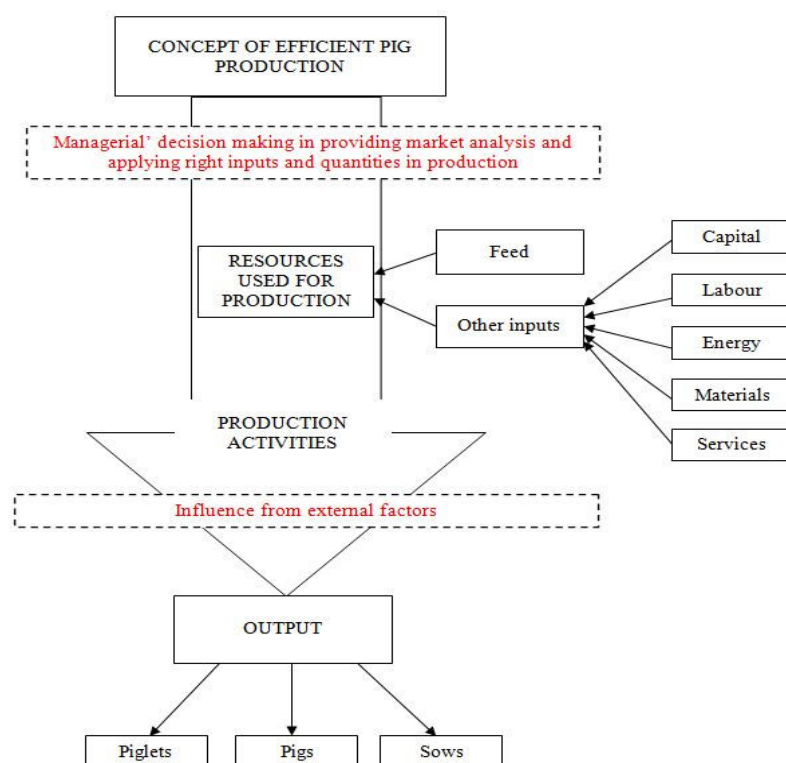 CONCEPT OF EFFICIENT PIG
PRODUCTION
Managerial’ decision making in providing market analysis and
applying right inputs and quantities in production
RESOURCES
USED FOR
PRODUCTION
Feed
Other inputs
Capital
Labour
Energy
Materials
Services
PRODUCTION
ACTIVITIES
Influence from external factors
OUTPUT
Piglets
Pigs
Sows